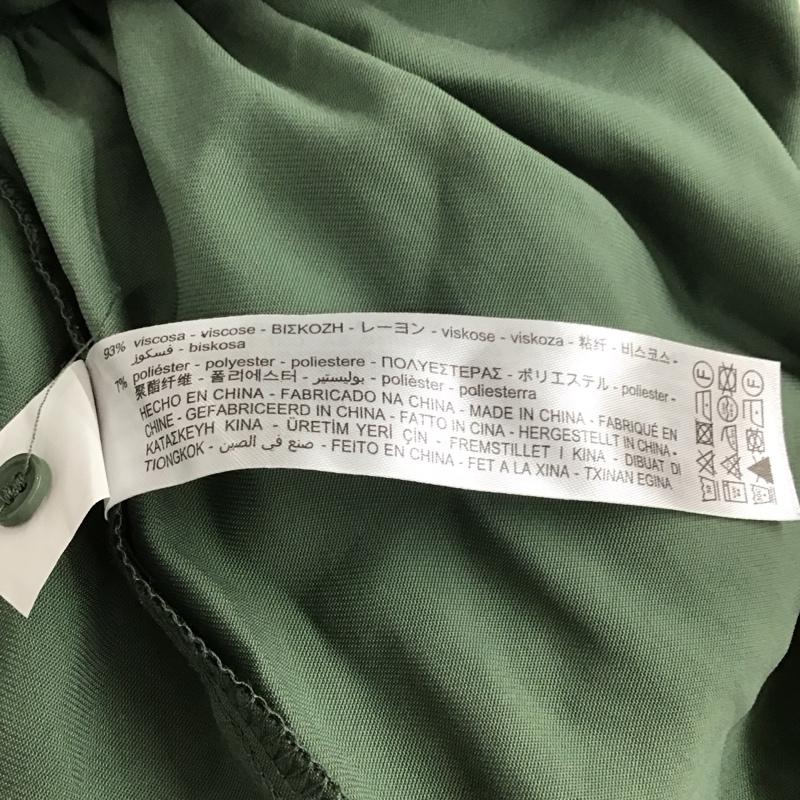 93% viscosa - viscose - ΒΙΣΚΟΖΗ - レーヨン - viskose - viskoza - 粘纤 - 비스코스 -
فسكوز - biskosa
7% poliéster - polyester - poliestere - ΠΟΛΥΕΣΤΕΡΑΣ - ポリエステル - poliester -
聚酯纤维 - 폴리에스터 - بوليستير - polièster - poliesterra
HECHO EN CHINA - FABRICADO NA CHINA - MADE IN CHINA - FABRIQUÉ EN
CHINE - GEFABRICEERD IN CHINA - FATTO IN CINA - HERGESTELLT IN CHINA -
ΚΑΤΑΣΚΕΥΗ ΚΙΝΑ - ÜRETİM YERİ ÇİN - FREMSTILLET I KINA - DIBUAT DI
TIONGKOK - صنع في الصين - FEITO EN CHINA - FET A LA XINA - TXINAN EGINA
F
F